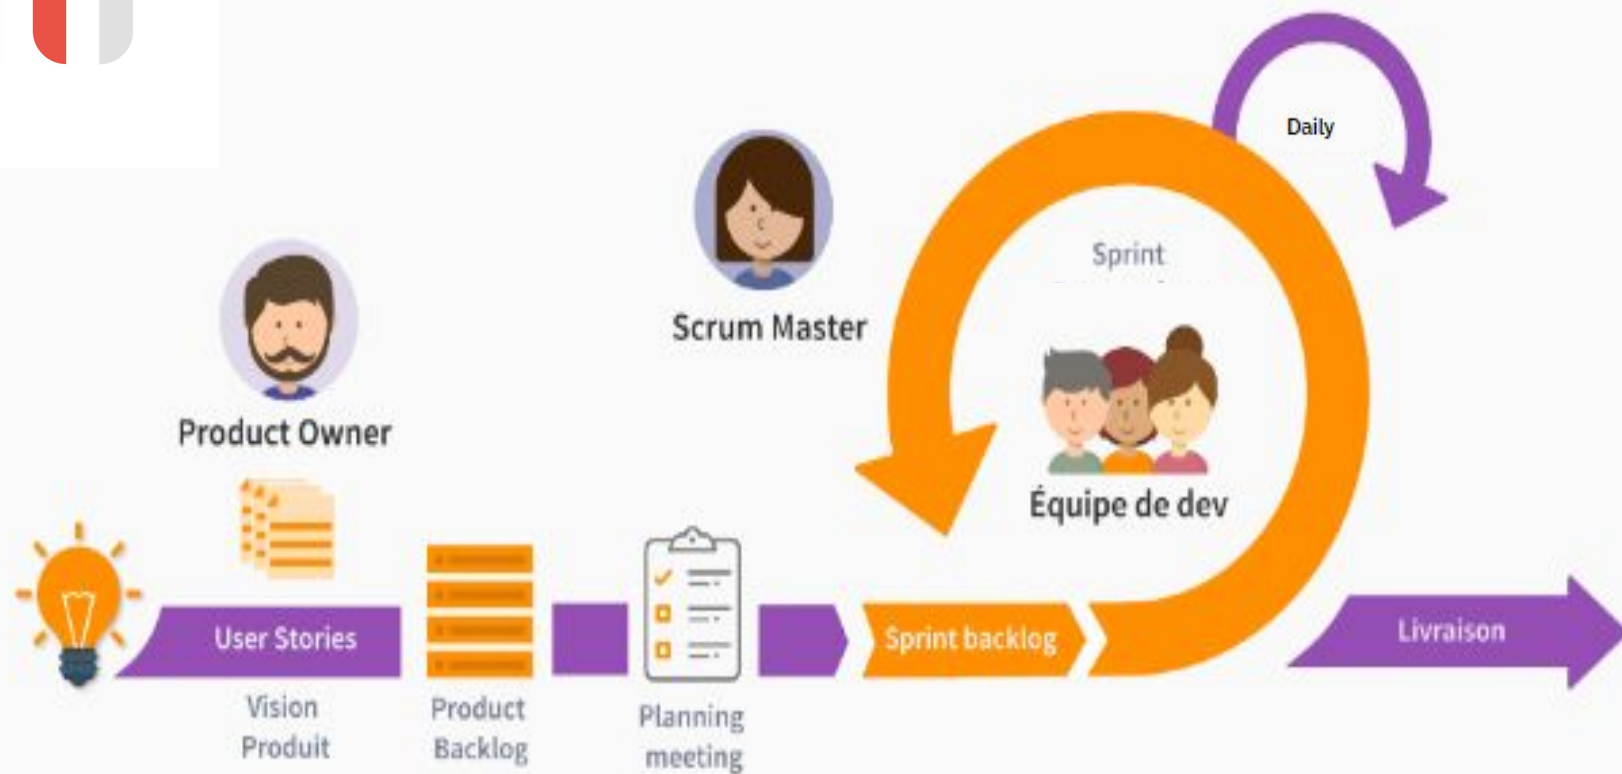 Daily
Sprint
Scrum Master
Product Owner
Équipe de dev
User Stories
Sprint backlog
Livraison
Vision
Produit
Product
Backlog
Planning
meeting